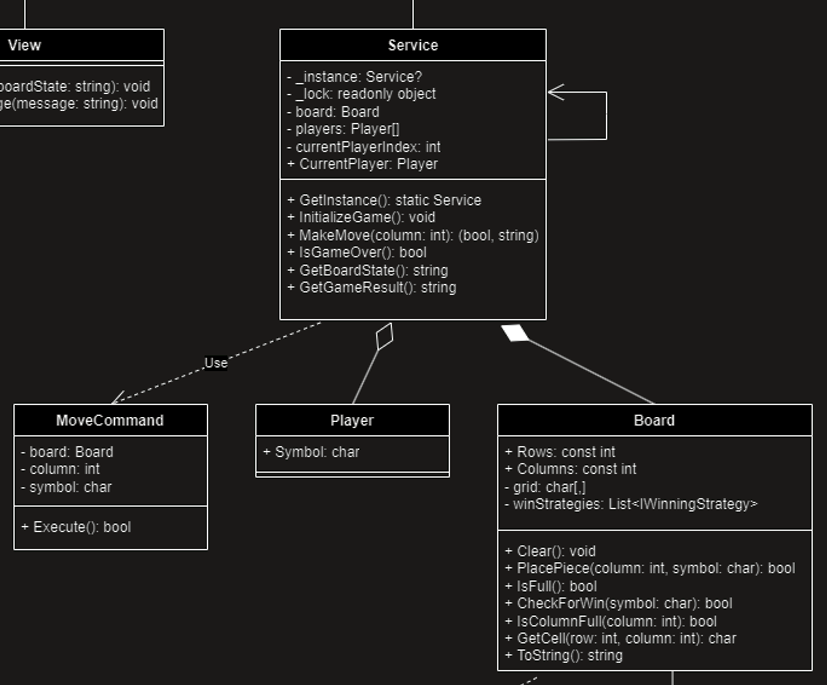 View
boardState: string): void
ge(message: string): void
Service
- _instance: Service?
- _lock: readonly object
- board: Board
- players: Player[]
- currentPlayerIndex: int
+ CurrentPlayer: Player
+ GetInstance(): static Service
+ InitializeGame(): void
+ MakeMove(column: int): (bool, string)
+ IsGameOver(): bool
+ GetBoardState(): string
+ GetGameResult(): string
Use
MoveCommand
- board: Board
- column: int
- symbol: char
+ Execute(): bool
Player
+ Symbol: char
Board
+ Rows: const int
+ Columns: const int
- grid: char[,]
- winStrategies: List<IWinningStrategy>
+ Clear(): void
+ PlacePiece(column: int, symbol: char): bool
+ IsFull(): bool
+ CheckForWin(symbol: char): bool
+ IsColumnFull(column: int): bool
+ GetCell(row: int, column: int): char
+ ToString(): string